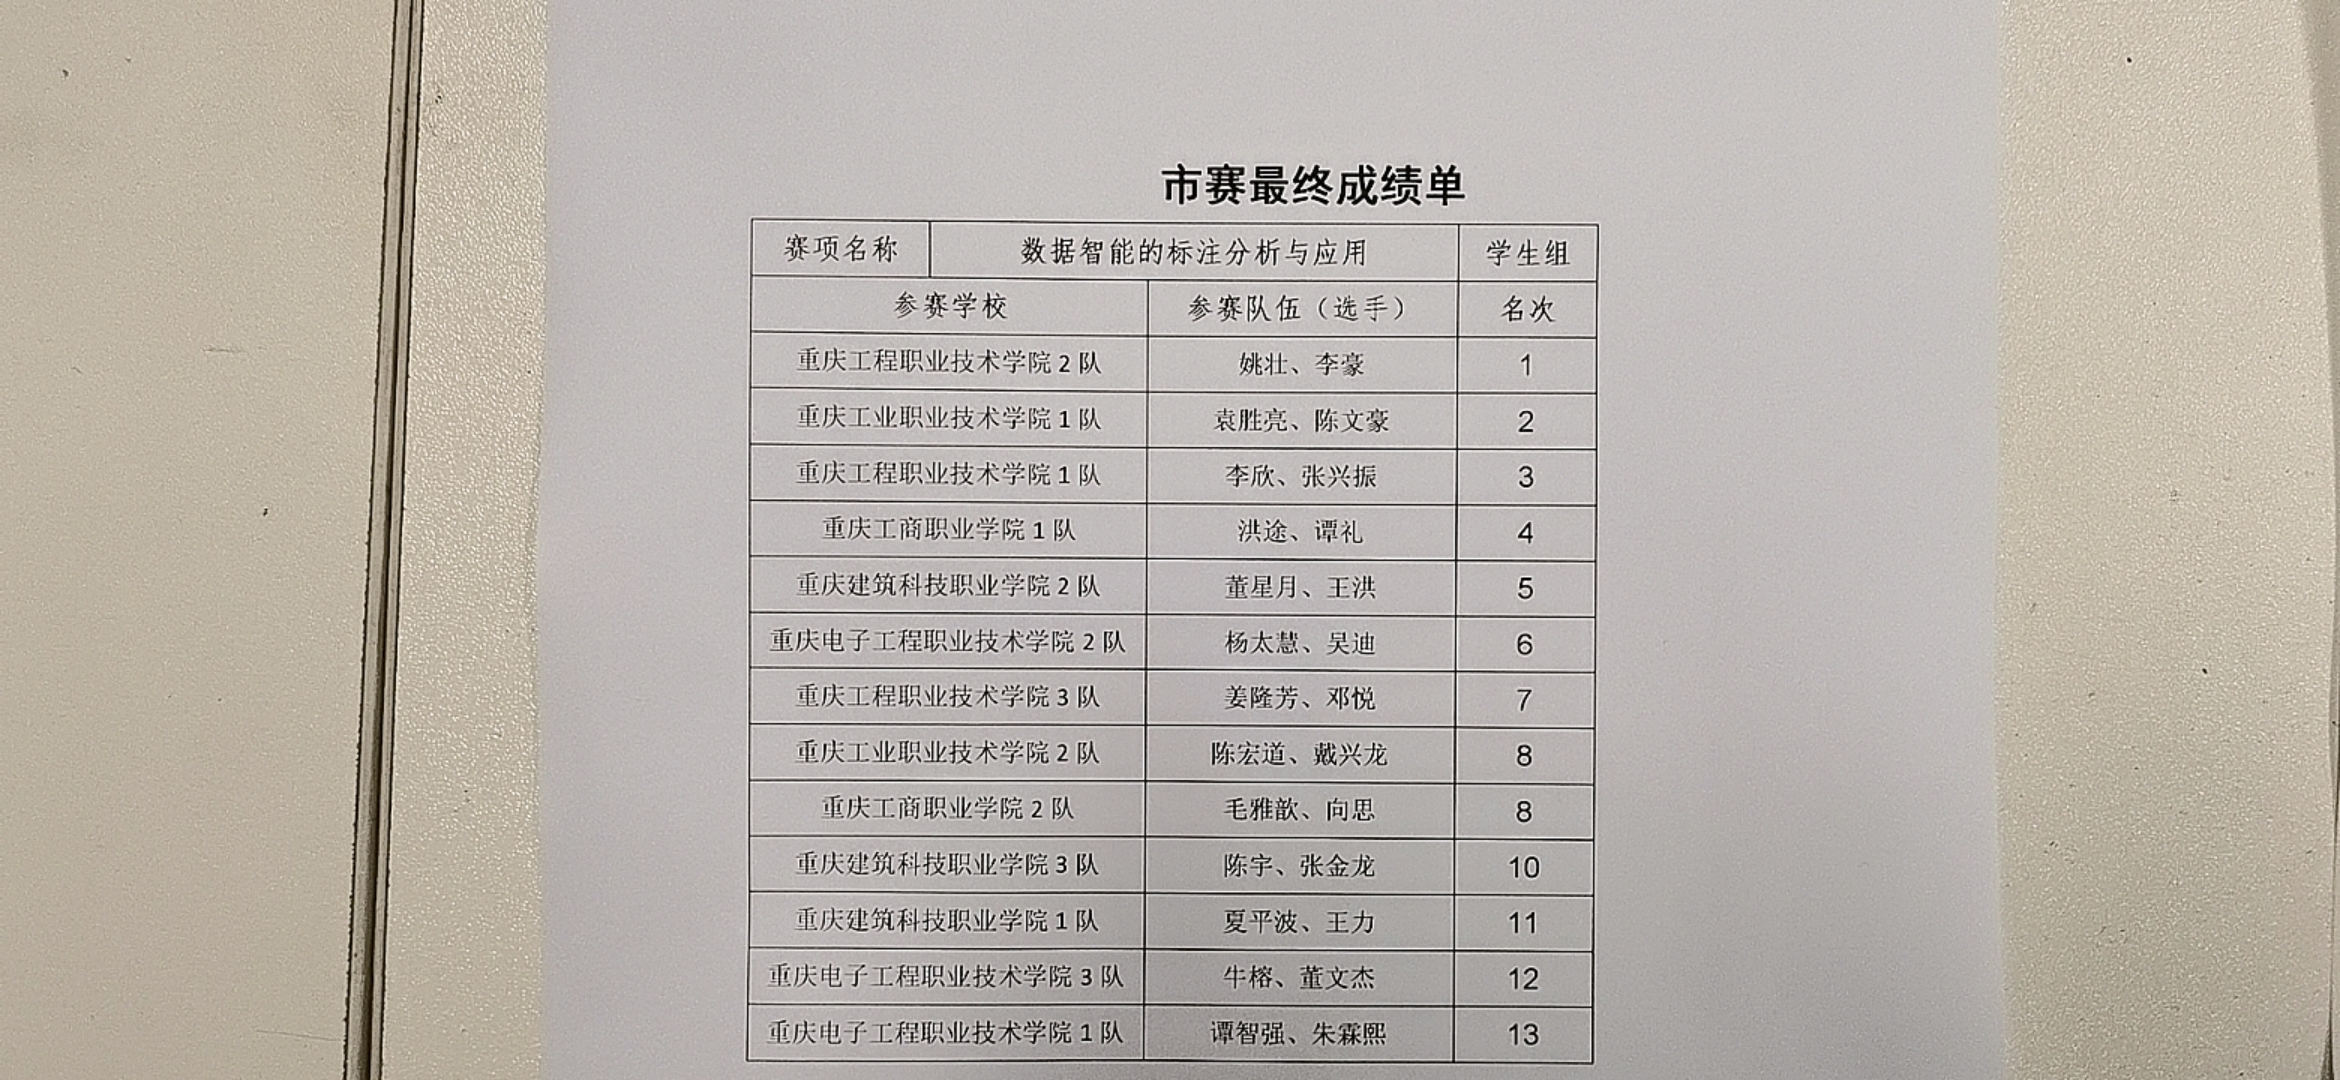 市赛最终成绩单
赛项名称 数据智能的标注分析与应用 学生组
参赛学校 参赛队伍（选手） 名次
重庆工程职业技术学院 2 队 姚壮、李豪 1
重庆工业职业技术学院 1 队 袁胜亮、陈文豪 2
重庆工程职业技术学院 1 队 李欣、张兴振 3
重庆工商职业学院 1 队 洪途、谭礼 4
重庆建筑科技职业学院 2 队 董星月、王洪 5
重庆电子工程职业技术学院 2 队 杨太慧、吴迪 6
重庆工程职业技术学院 3 队 姜隆芳、邓悦 7
重庆工业职业技术学院 2 队 陈宏道、戴兴龙 8
重庆工商职业学院 2 队 毛雅歆、向思 8
重庆建筑科技职业学院 3 队 陈宇、张金龙 10
重庆建筑科技职业学院 1 队 夏平波、王力 11
重庆电子工程职业技术学院 3 队 牛榕、董文杰 12
重庆电子工程职业技术学院 1 队 谭智强、朱霖熙 13